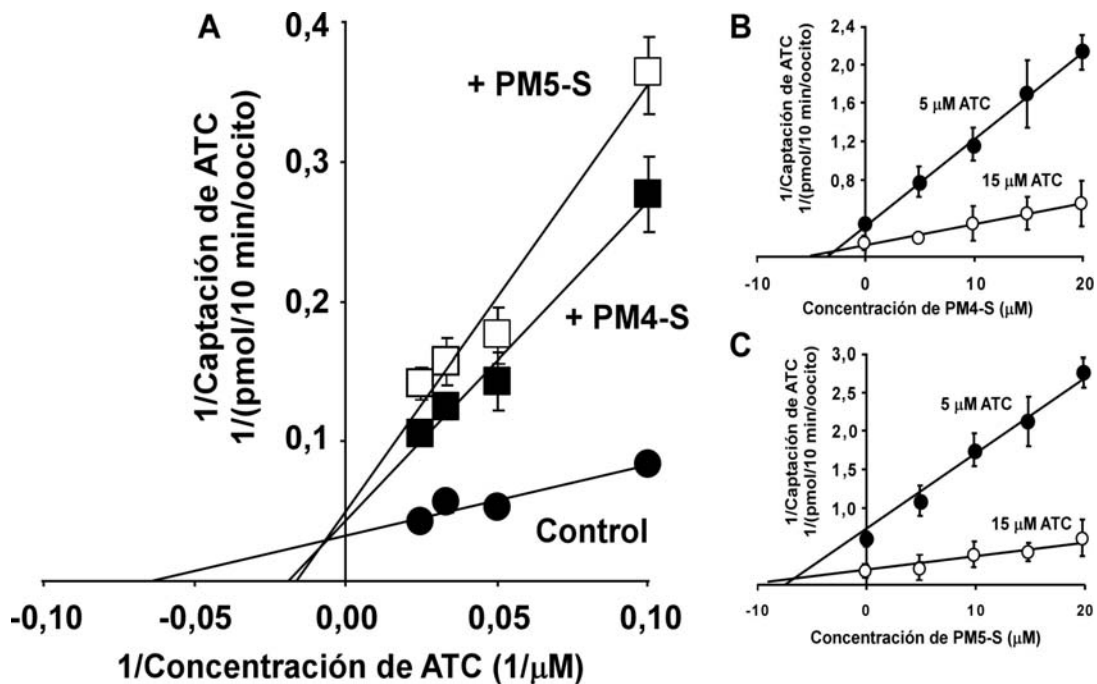 A
0,4
0,3
0,2
0,1
1/Captación de ATC
1/(pmol/10 min/oocito)
+ PM5-S
+ PM4-S
Control
-0,10
-0,05
0,00
0,05
0,10
1/Concentración de ATC (1/µM)
B
2,4
2,0
1,6
1,2
0,8
1/Captación de ATC
1/(pmol/10 min/oocito)
5 µM ATC
15 µM ATC
-10
0
10
20
Concentración de PM4-S (µM)
C
3,0
2,5
2,0
1,5
1,0
1/Captación de ATC
1/(pmol/10 min/oocito)
5 µM ATC
15 µM ATC
-10
0
10
20
Concentración de PM5-S (µM)